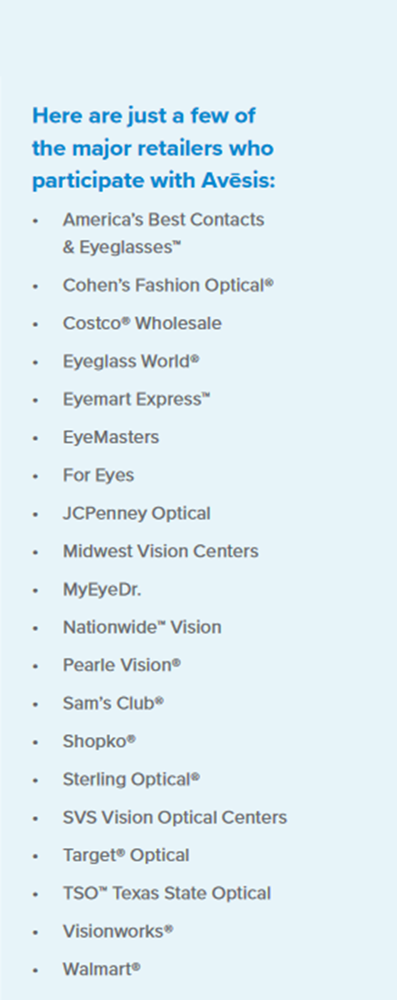 Here are just a few of
the major retailers who
participate with Avēsis:
• America's Best Contacts
& Eyeglasses™
• Cohen's Fashion Optical®
• Costco® Wholesale
• Eyeglass World®
• Eyemart Express™
• EyeMasters
• For Eyes
• JCPenney Optical
• Midwest Vision Centers
• MyEyeDr.
• Nationwide™ Vision
• Pearle Vision®
• Sam's Club®
• Shopko®
• Sterling Optical®
• SVS Vision Optical Centers
• Target® Optical
• TSO™ Texas State Optical
• Visionworks®
• Walmart®